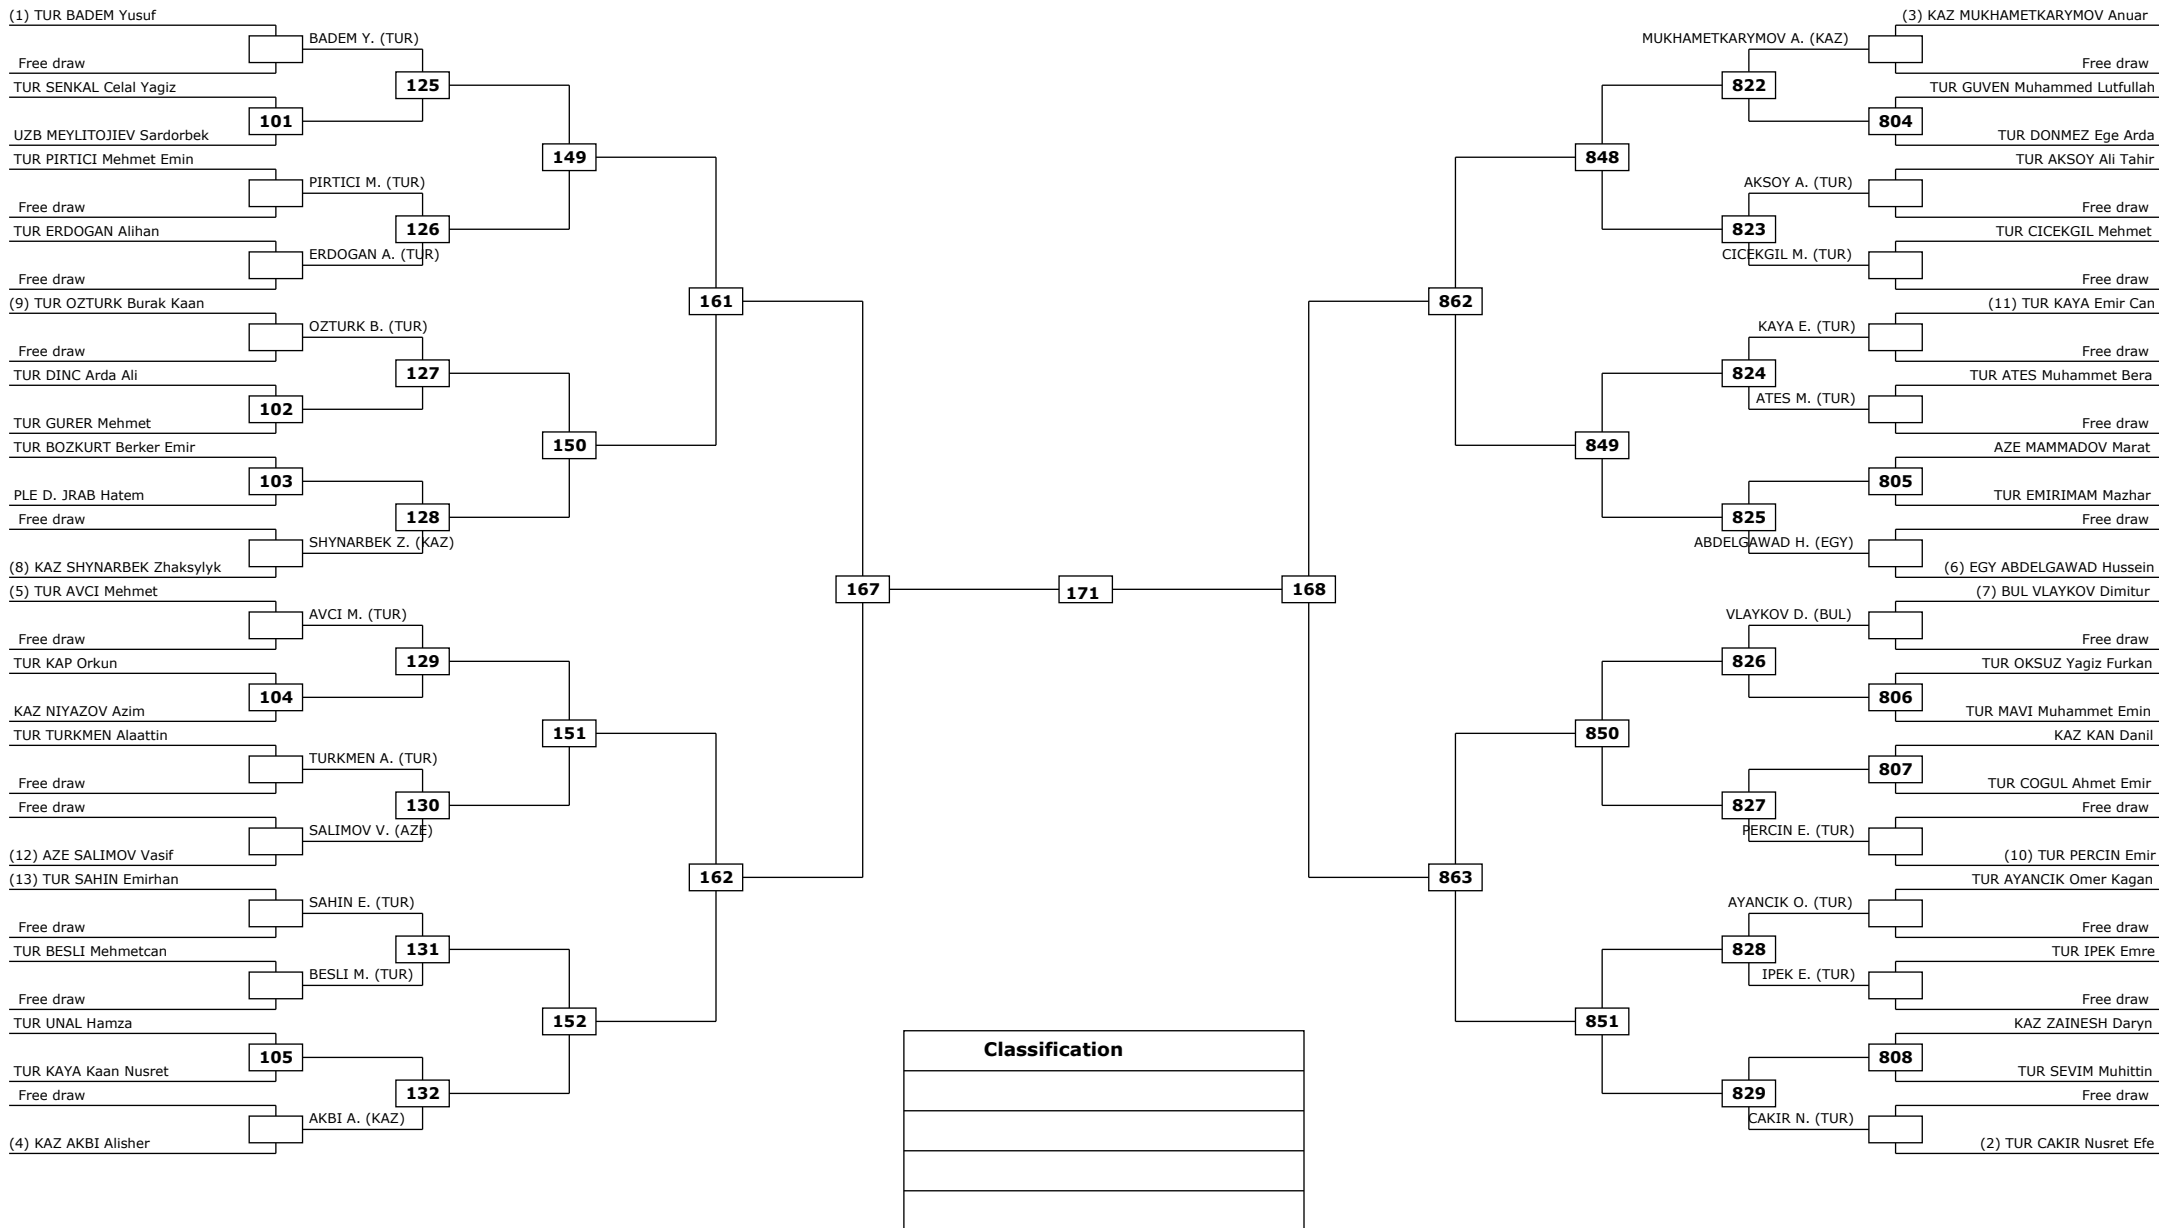 (1) TUR BADEM Yusuf
BADEM Y. (TUR)
Free draw
125
TUR SENKAL Celal Yagiz
101
UZB MEYLITOJIEV Sardorbek
149
TUR PIRTICI Mehmet Emin
PIRTICI M. (TUR)
Free draw
126
TUR ERDOGAN Alihan
ERDOGAN A. (TUR)
Free draw
161
(9) TUR OZTURK Burak Kaan
OZTURK B. (TUR)
Free draw
127
TUR DINC Arda Ali
102
TUR GURER Mehmet
150
TUR BOZKURT Berker Emir
103
PLE D. JRAB Hatem
128
Free draw
SHYNARBEK Z. (KAZ)
(8) KAZ SHYNARBEK Zhaksylyk
167
(5) TUR AVCI Mehmet
AVCI M. (TUR)
Free draw
129
TUR KAP Orkun
104
KAZ NIYAZOV Azim
151
TUR TURKMEN Alaattin
TURKMEN A. (TUR)
Free draw
130
Free draw
SALIMOV V. (AZE)
(12) AZE SALIMOV Vasif
162
(13) TUR SAHIN Emirhan
SAHIN E. (TUR)
Free draw
131
TUR BESLI Mehmetcan
BESLI M. (TUR)
Free draw
152
TUR UNAL Hamza
105
TUR KAYA Kaan Nusret
132
Free draw
AKBI A. (KAZ)
(4) KAZ AKBI Alisher
171
168
(3) KAZ MUKHAMETKARYMOV Anuar
MUKHAMETKARYMOV A. (KAZ)
Free draw
822
TUR GUVEN Muhammed Lutfullah
804
TUR DONMEZ Ege Arda
848
TUR AKSOY Ali Tahir
AKSOY A. (TUR)
Free draw
823
TUR CICEKGIL Mehmet
CICEKGIL M. (TUR)
Free draw
862
(11) TUR KAYA Emir Can
KAYA E. (TUR)
Free draw
824
TUR ATES Muhammet Bera
ATES M. (TUR)
Free draw
849
AZE MAMMADOV Marat
805
TUR EMIRIMAM Mazhar
825
Free draw
ABDELGAWAD H. (EGY)
(6) EGY ABDELGAWAD Hussein
(7) BUL VLAYKOV Dimitur
VLAYKOV D. (BUL)
Free draw
826
TUR OKSUZ Yagiz Furkan
806
TUR MAVI Muhammet Emin
850
KAZ KAN Danil
807
TUR COGUL Ahmet Emir
827
Free draw
PERCIN E. (TUR)
(10) TUR PERCIN Emir
863
TUR AYANCIK Omer Kagan
AYANCIK O. (TUR)
Free draw
828
TUR IPEK Emre
IPEK E. (TUR)
Free draw
851
KAZ ZAINESH Daryn
808
TUR SEVIM Muhittin
829
Free draw
CAKIR N. (TUR)
(2) TUR CAKIR Nusret Efe
Classification